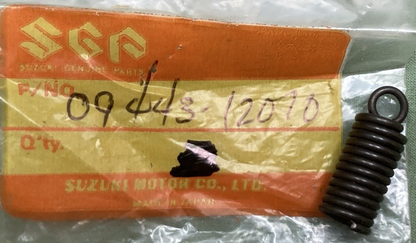 SGP
SUZUKI GENUINE PARTS
P/NO. 09443-12010
Q'ty.
SUZUKI MOTOR CO., LTD.
MADE IN JAPAN